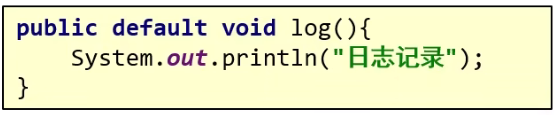 public default void log(){
    System.out.println("日志记录");
}